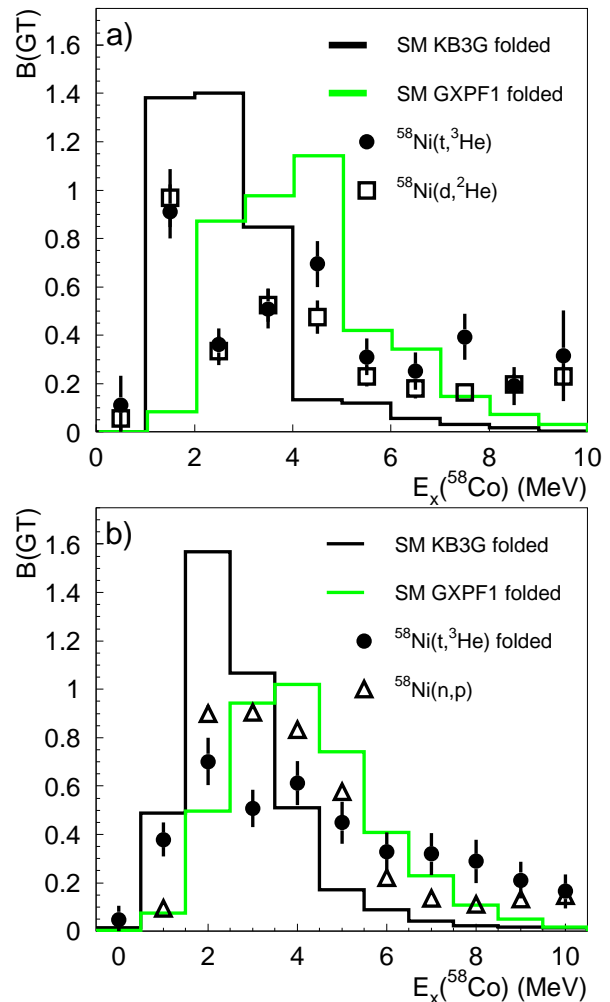 a)
B(GT)
1.6
1.4
1.2
1
0.8
0.6
0.4
0.2
0
SM KB3G folded
SM GXPF1 folded
⁵⁸Ni(t,³He)
⁵⁸Ni(d,²He)
0 2 4 6 8 10
Eₓ(⁵⁸Co) (MeV)
b)
B(GT)
1.6
1.4
1.2
1
0.8
0.6
0.4
0.2
0
SM KB3G folded
SM GXPF1 folded
⁵⁸Ni(t,³He) folded
⁵⁸Ni(n,p)
0 2 4 6 8 10
Eₓ(⁵⁸Co) (MeV)